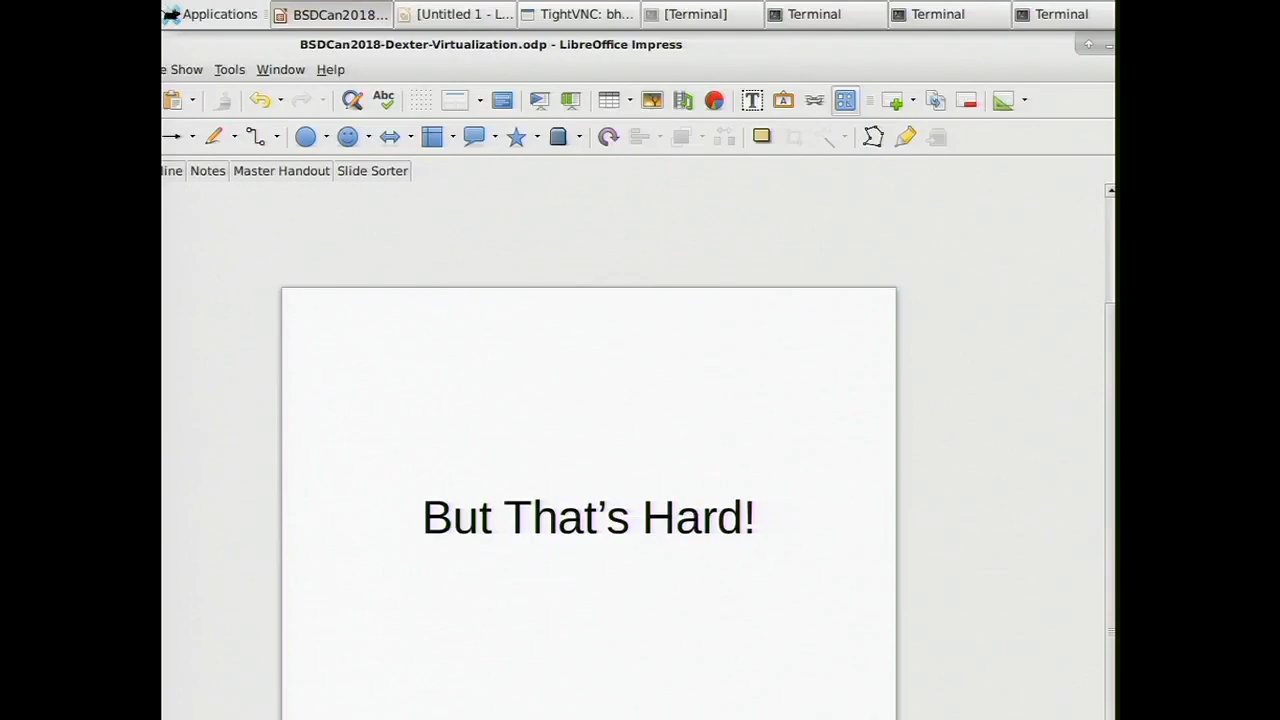 Applications BSDCan2018... [Untitled 1 - L... TightVNC: bh... [Terminal] Terminal Terminal Terminal
BSDCan2018-Dexter-Virtualization.odp - LibreOffice Impress
e Show Tools Window Help
Abc
T
line Notes Master Handout Slide Sorter
But That’s Hard!